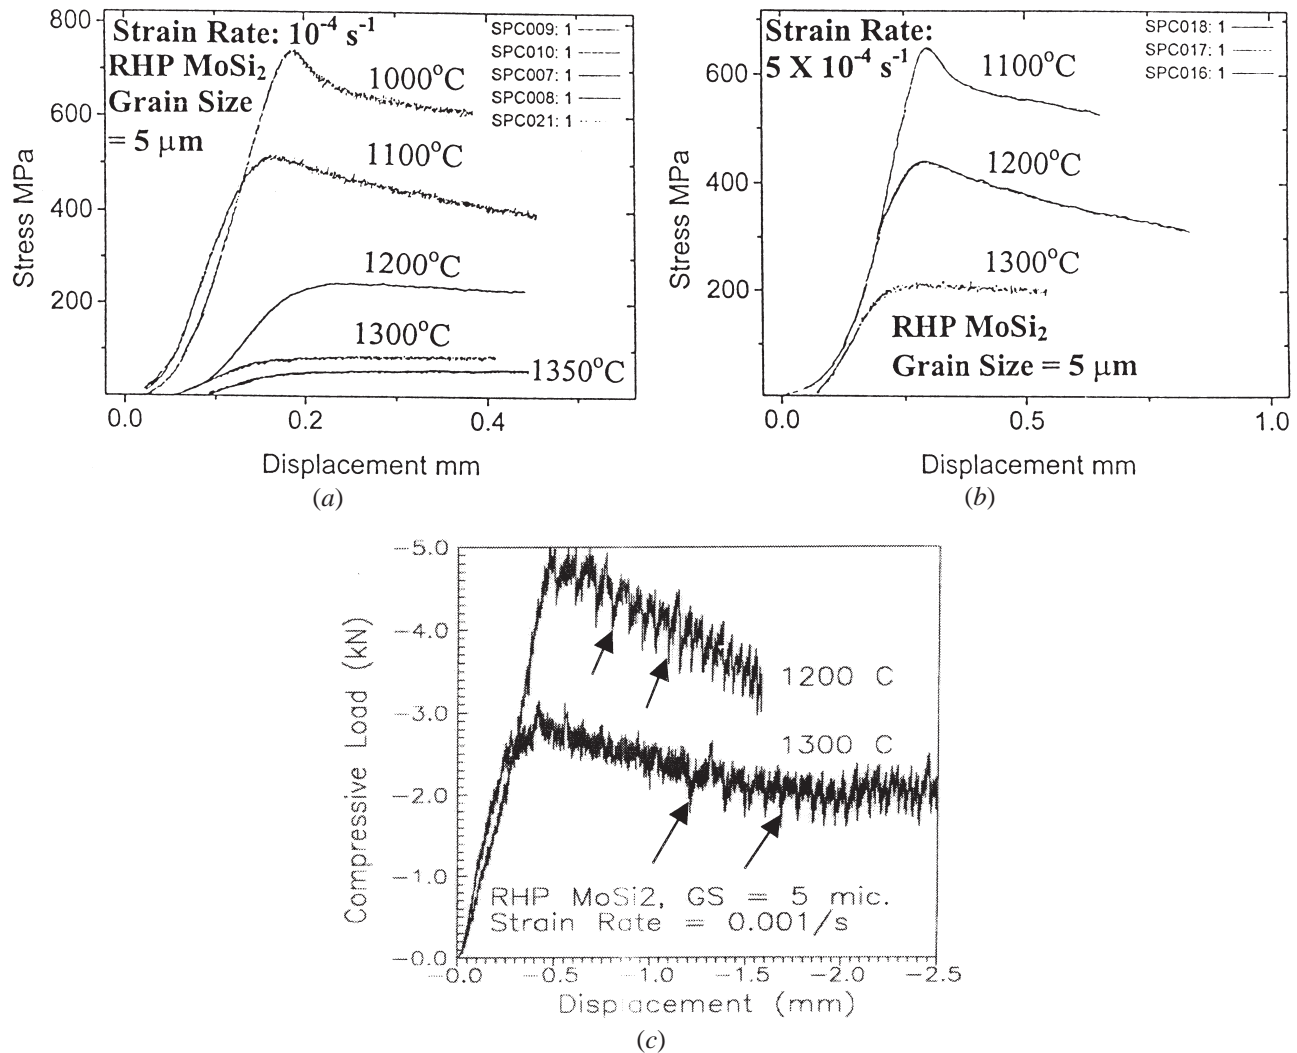 Strain Rate: 10⁻⁴ s⁻¹
RHP MoSi₂
Grain Size
= 5 μm
SPC009: 1
SPC010: 1
SPC007: 1
SPC008: 1
SPC021: 1
1000°C
1100°C
1200°C
1300°C
1350°C
800
600
400
200
Stress MPa
0.0 0.2 0.4
Displacement mm
(a)
Strain Rate:
5 X 10⁻⁴ s⁻¹
SPC018: 1
SPC017: 1
SPC016: 1
1100°C
1200°C
1300°C
RHP MoSi₂
Grain Size = 5 μm
600
400
200
Stress MPa
0.0 0.5 1.0
Displacement mm
(b)
−5.0
−4.0
−3.0
−2.0
−1.0
−0.0
Compressive Load (kN)
1200 C
1300 C
RHP MoSi2, GS = 5 mic.
Strain Rate = 0.001/s
−0.0 −0.5 −1.0 −1.5 −2.0 −2.5
Displacement (mm)
(c)